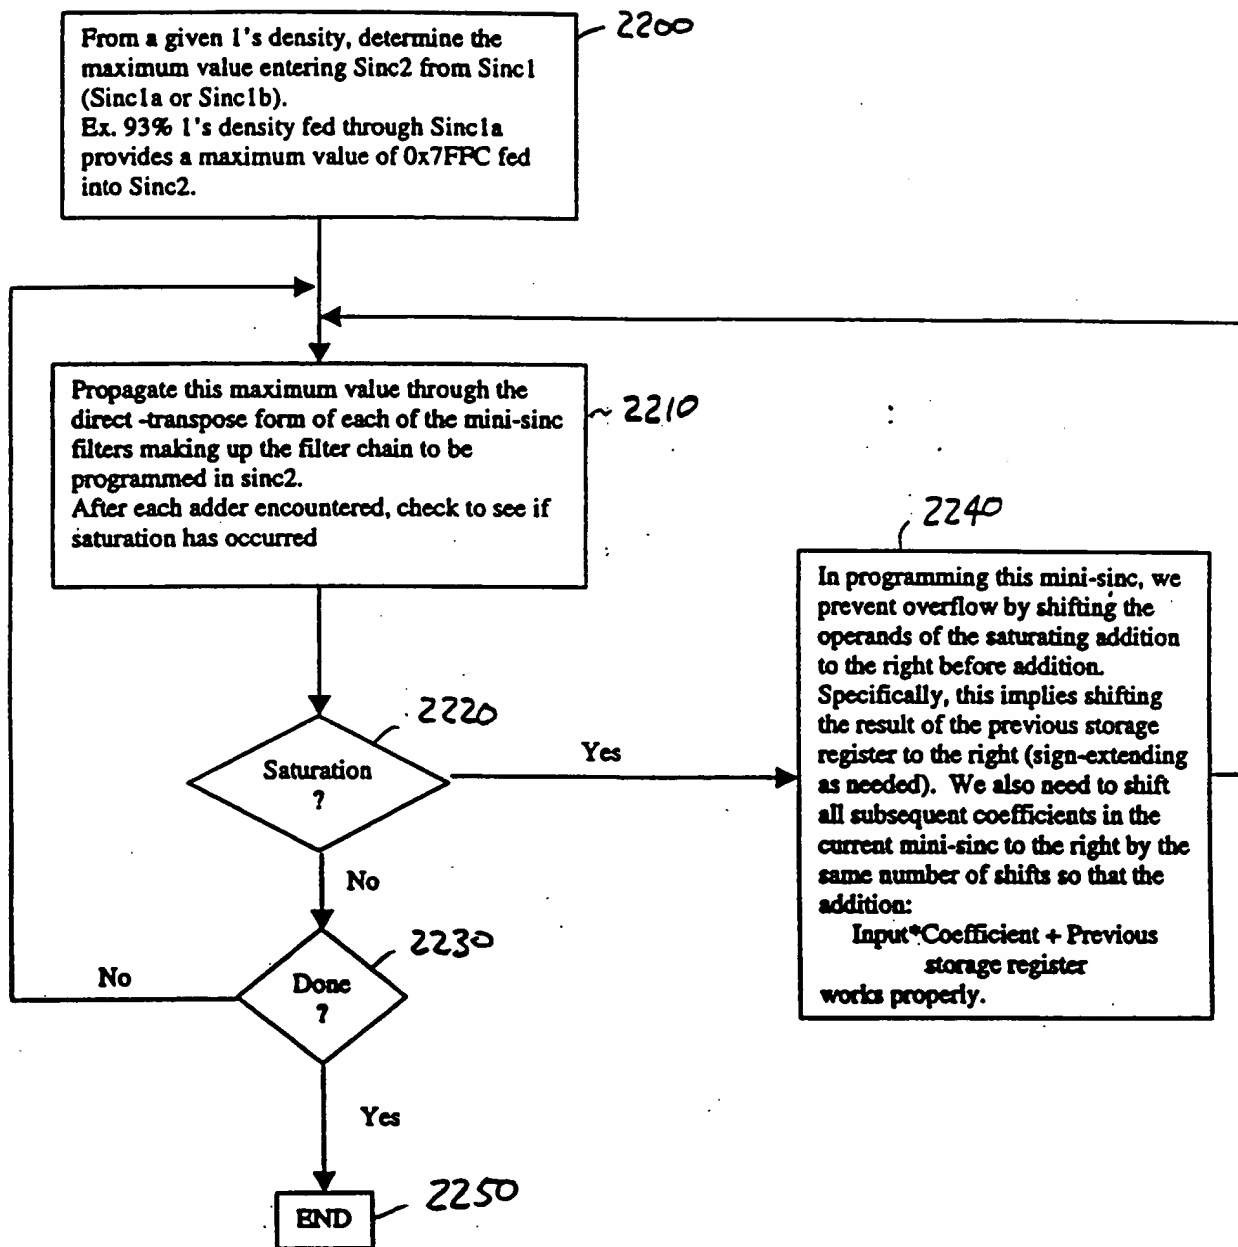 From a given 1's density, determine the
maximum value entering Sinc2 from Sinc1
(Sinc1a or Sinc1b).
Ex. 93% 1's density fed through Sinc1a
provides a maximum value of 0x7FFC fed
into Sinc2.
2200
Propagate this maximum value through the
direct -transpose form of each of the mini-sinc
filters making up the filter chain to be
programmed in sinc2.
After each adder encountered, check to see if
saturation has occurred
2210
2240
In programming this mini-sinc, we
prevent overflow by shifting the
operands of the saturating addition
to the right before addition.
Specifically, this implies shifting
the result of the previous storage
register to the right (sign-extending
as needed). We also need to shift
all subsequent coefficients in the
current mini-sinc to the right by the
same number of shifts so that the
addition:
Input*Coefficient + Previous
storage register
works properly.
2220
Saturation
?
Yes
No
2230
Done
?
No
Yes
2250
END